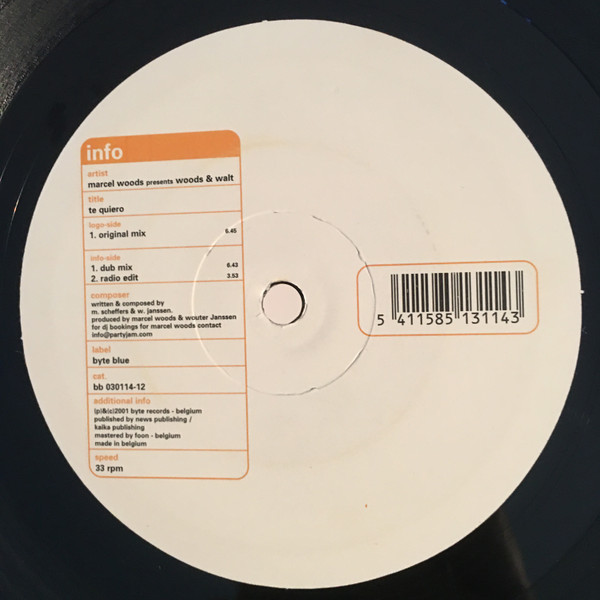 info
artist
marcel woods presents woods & walt
title
te quiero
logo-side
1. original mix 6.45
info-side
1. dub mix 6.43
2. radio edit 3.53
composer
written & composed by
m. scheffers & w. janssen.
produced by marcel woods & wouter Janssen
for dj bookings for marcel woods contact
info@partyjam.com
label
byte blue
cat.
bb 030114-12
additional info
(p)&(c)2001 byte records - belgium
published by news publishing /
kaika publishing
mastered by foon - belgium
made in belgium
speed
33 rpm
5 411585 131143